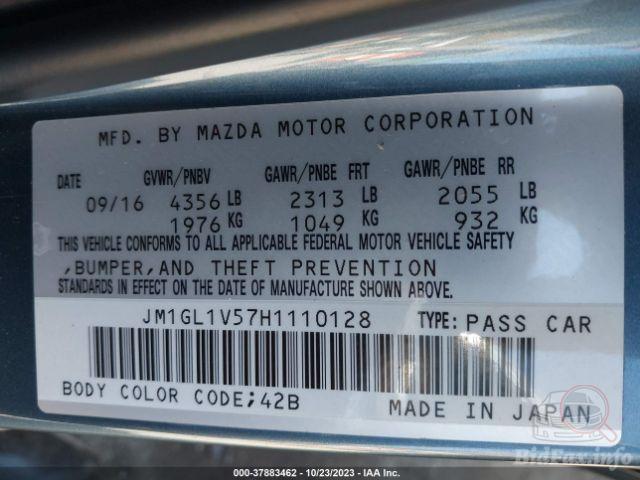 MFD. BY MAZDA MOTOR CORPORATION
DATE GVWR/PNBV GAWR/PNBE FRT GAWR/PNBE RR
09/16 4356 LB 2313 LB 2055 LB
1976 KG 1049 KG 932 KG
THIS VEHICLE CONFORMS TO ALL APPLICABLE FEDERAL MOTOR VEHICLE SAFETY
,BUMPER,AND THEFT PREVENTION
STANDARDS IN EFFECT ON THE DATE OF MANUFACTURE SHOWN ABOVE.
JM1GL1V57H1110128 TYPE: PASS CAR
BODY COLOR CODE;42B MADE IN JAPAN
BidFax.info
000-37883462 - 10/23/2023 - IAA Inc.